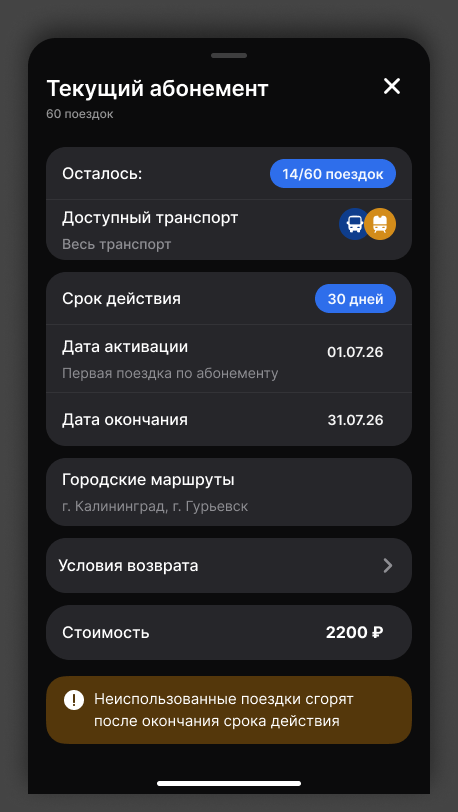 Текущий абонемент
60 поездок
Осталось:
14/60 поездок
Доступный транспорт
Весь транспорт
Срок действия
30 дней
Дата активации
01.07.26
Первая поездка по абонементу
Дата окончания
31.07.26
Городские маршруты
г. Калининград, г. Гурьевск
Условия возврата
Стоимость
2200 ₽
Неиспользованные поездки сгорят
после окончания срока действия